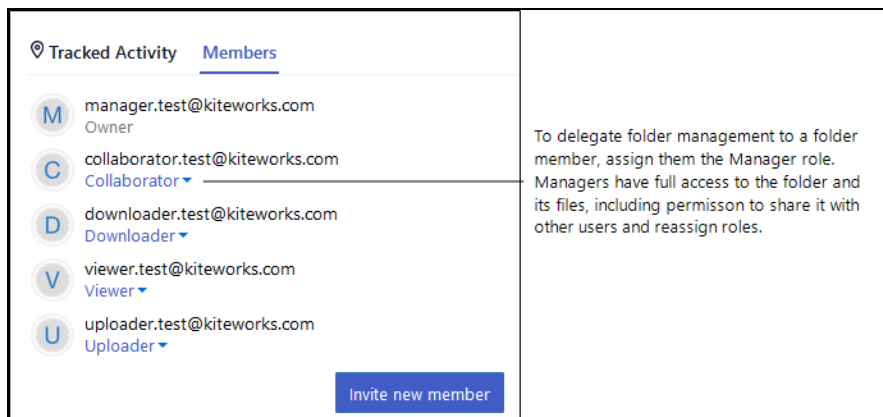 Tracked Activity Members
M
manager.test@kiteworks.com
Owner
C
collaborator.test@kiteworks.com
Collaborator
D
downloader.test@kiteworks.com
Downloader
V
viewer.test@kiteworks.com
Viewer
U
uploader.test@kiteworks.com
Uploader
Invite new member
To delegate folder management to a folder
member, assign them the Manager role.
Managers have full access to the folder and
its files, including permisson to share it with
other users and reassign roles.